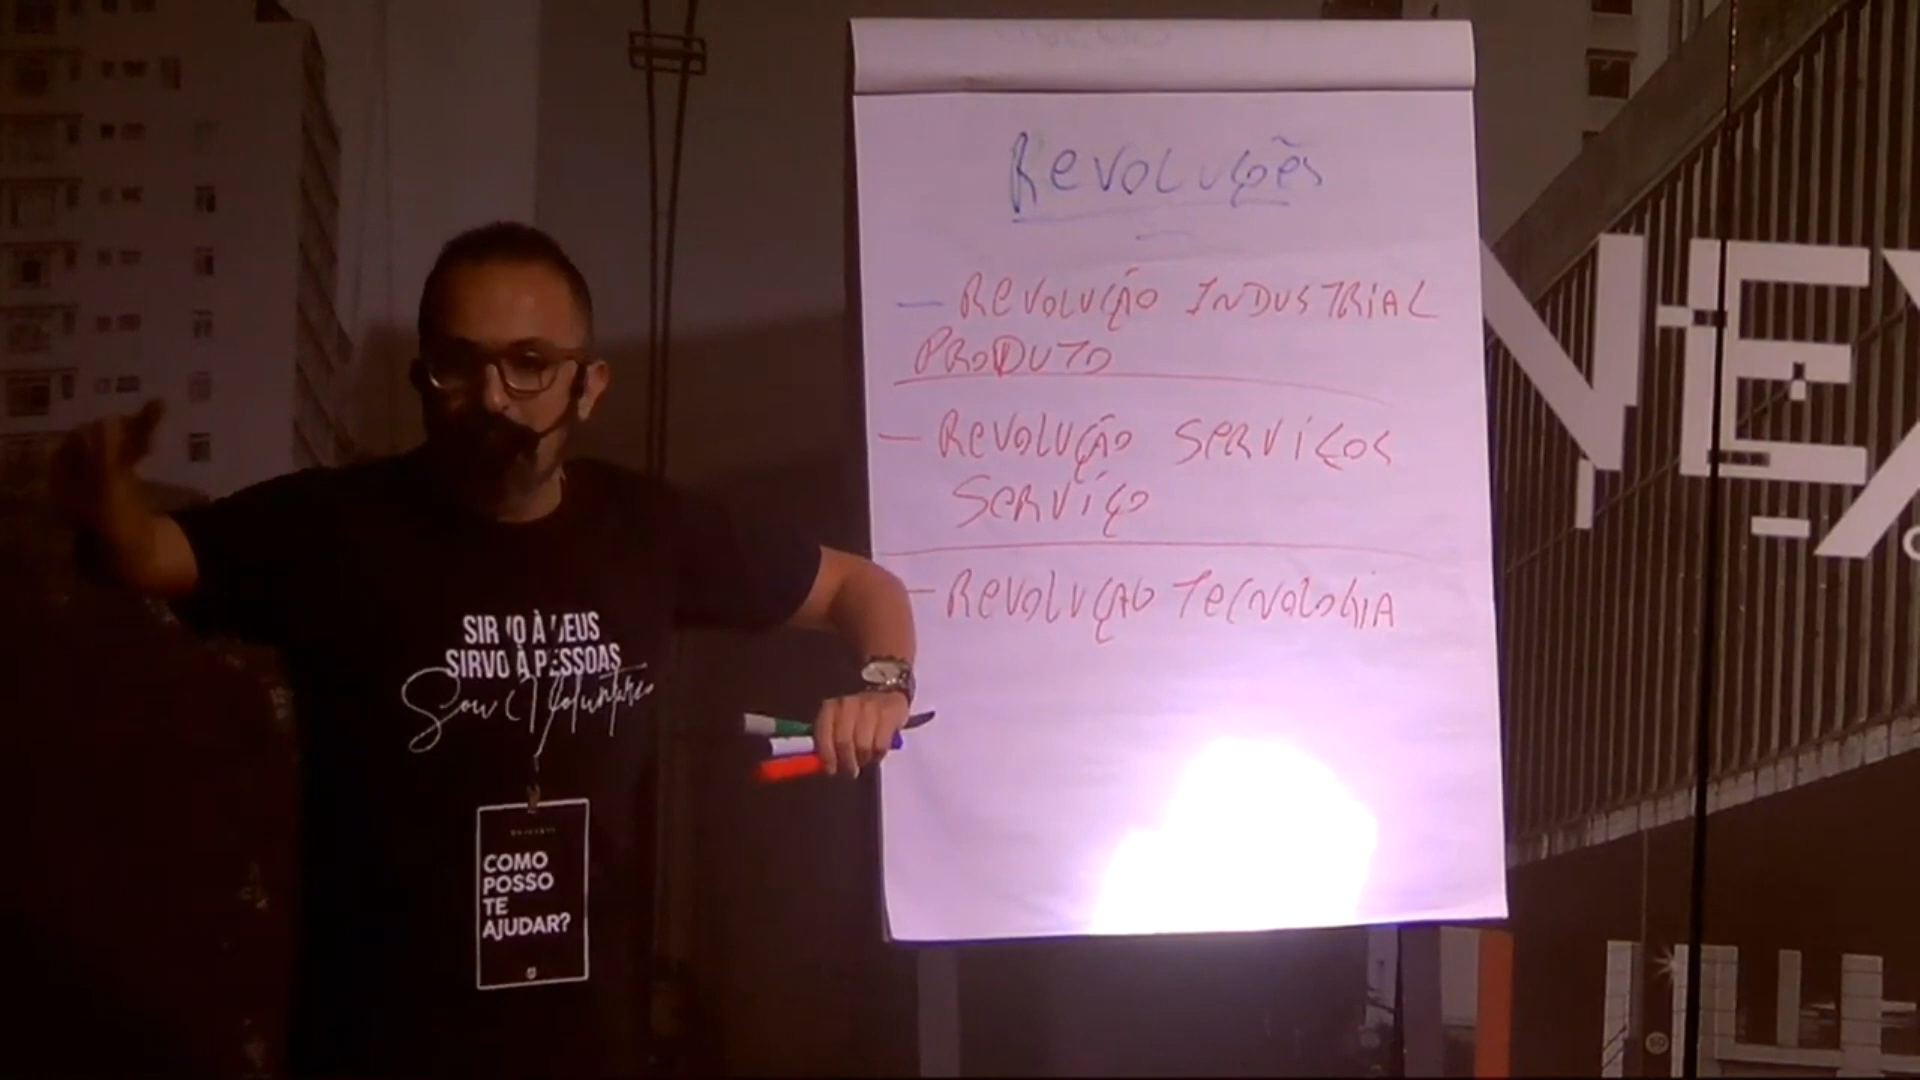 Revoluções
— Revolução Industrial
Produto
— Revolução Serviços
Serviço
— Revolução Tecnologia
SIRVO À DEUS
SIRVO À PESSOAS
Sou Voluntário
COMO
POSSO
TE
AJUDAR?
NEX